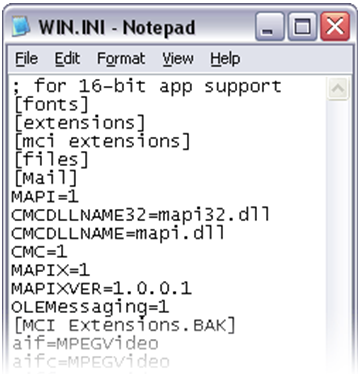 WIN.INI - Notepad
File Edit Format View Help
; for 16-bit app support
[fonts]
[extensions]
[mci extensions]
[files]
[Mail]
MAPI=1
CMCDLLNAME32=mapi32.dll
CMCDLLNAME=mapi.dll
CMC=1
MAPIX=1
MAPIXVER=1.0.0.1
OLEMessaging=1
[MCI Extensions.BAK]
aif=MPEGVideo
aifc=MPEGVideo